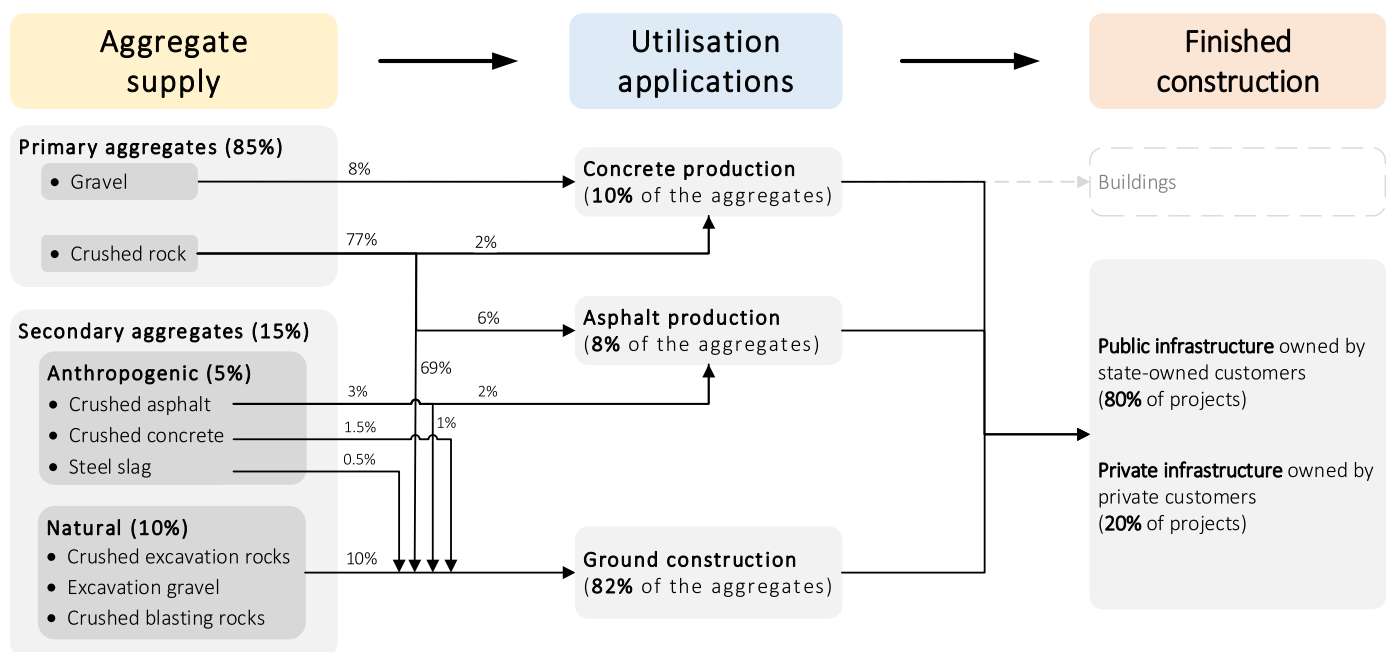 Aggregate
supply
Utilisation
applications
Finished
construction
Primary aggregates (85%)
• Gravel
• Crushed rock
8%
77%
2%
6%
69%
Secondary aggregates (15%)
Anthropogenic (5%)
• Crushed asphalt
• Crushed concrete
• Steel slag
3%
2%
1.5%
1%
0.5%
Natural (10%)
• Crushed excavation rocks
• Excavation gravel
• Crushed blasting rocks
10%
Concrete production
(10% of the aggregates)
Asphalt production
(8% of the aggregates)
Ground construction
(82% of the aggregates)
Buildings
Public infrastructure owned by
state-owned customers
(80% of projects)
Private infrastructure owned by
private customers
(20% of projects)